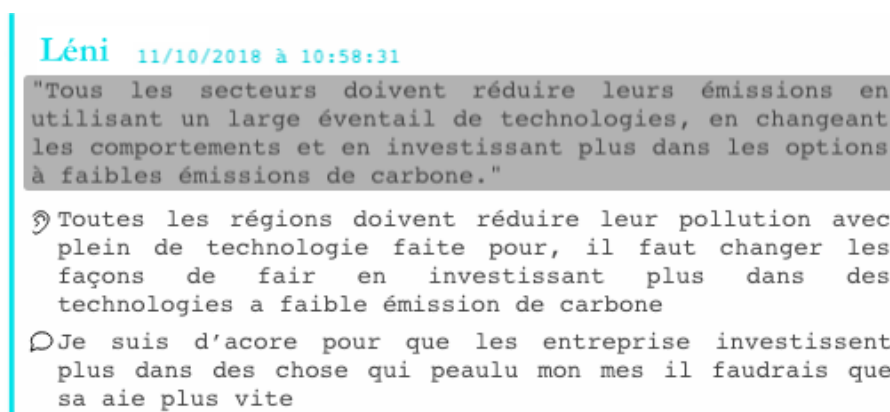 Léni 11/10/2018 à 10:58:31
"Tous les secteurs doivent réduire leurs émissions en
utilisant un large éventail de technologies, en changeant
les comportements et en investissant plus dans les options
à faibles émissions de carbone."
Toutes les régions doivent réduire leur pollution avec
plein de technologie faite pour, il faut changer les
façons de fair en investissant plus dans des
technologies a faible émission de carbone
Je suis d'acore pour que les entreprise investissent
plus dans des chose qui peaulu mon mes il faudrais que
sa aie plus vite